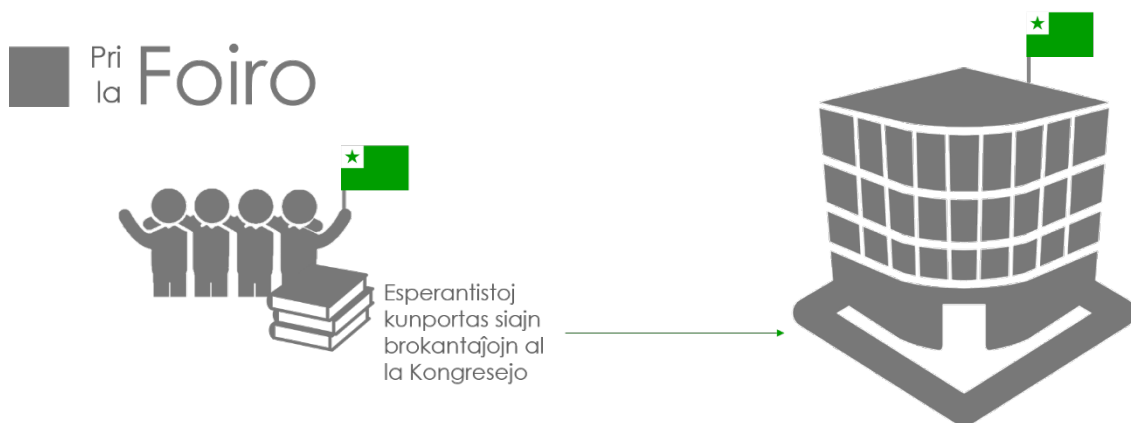 Pri
la Foiro
Esperantistoj
kunportas siajn
brokantaĵojn al
la Kongresejo